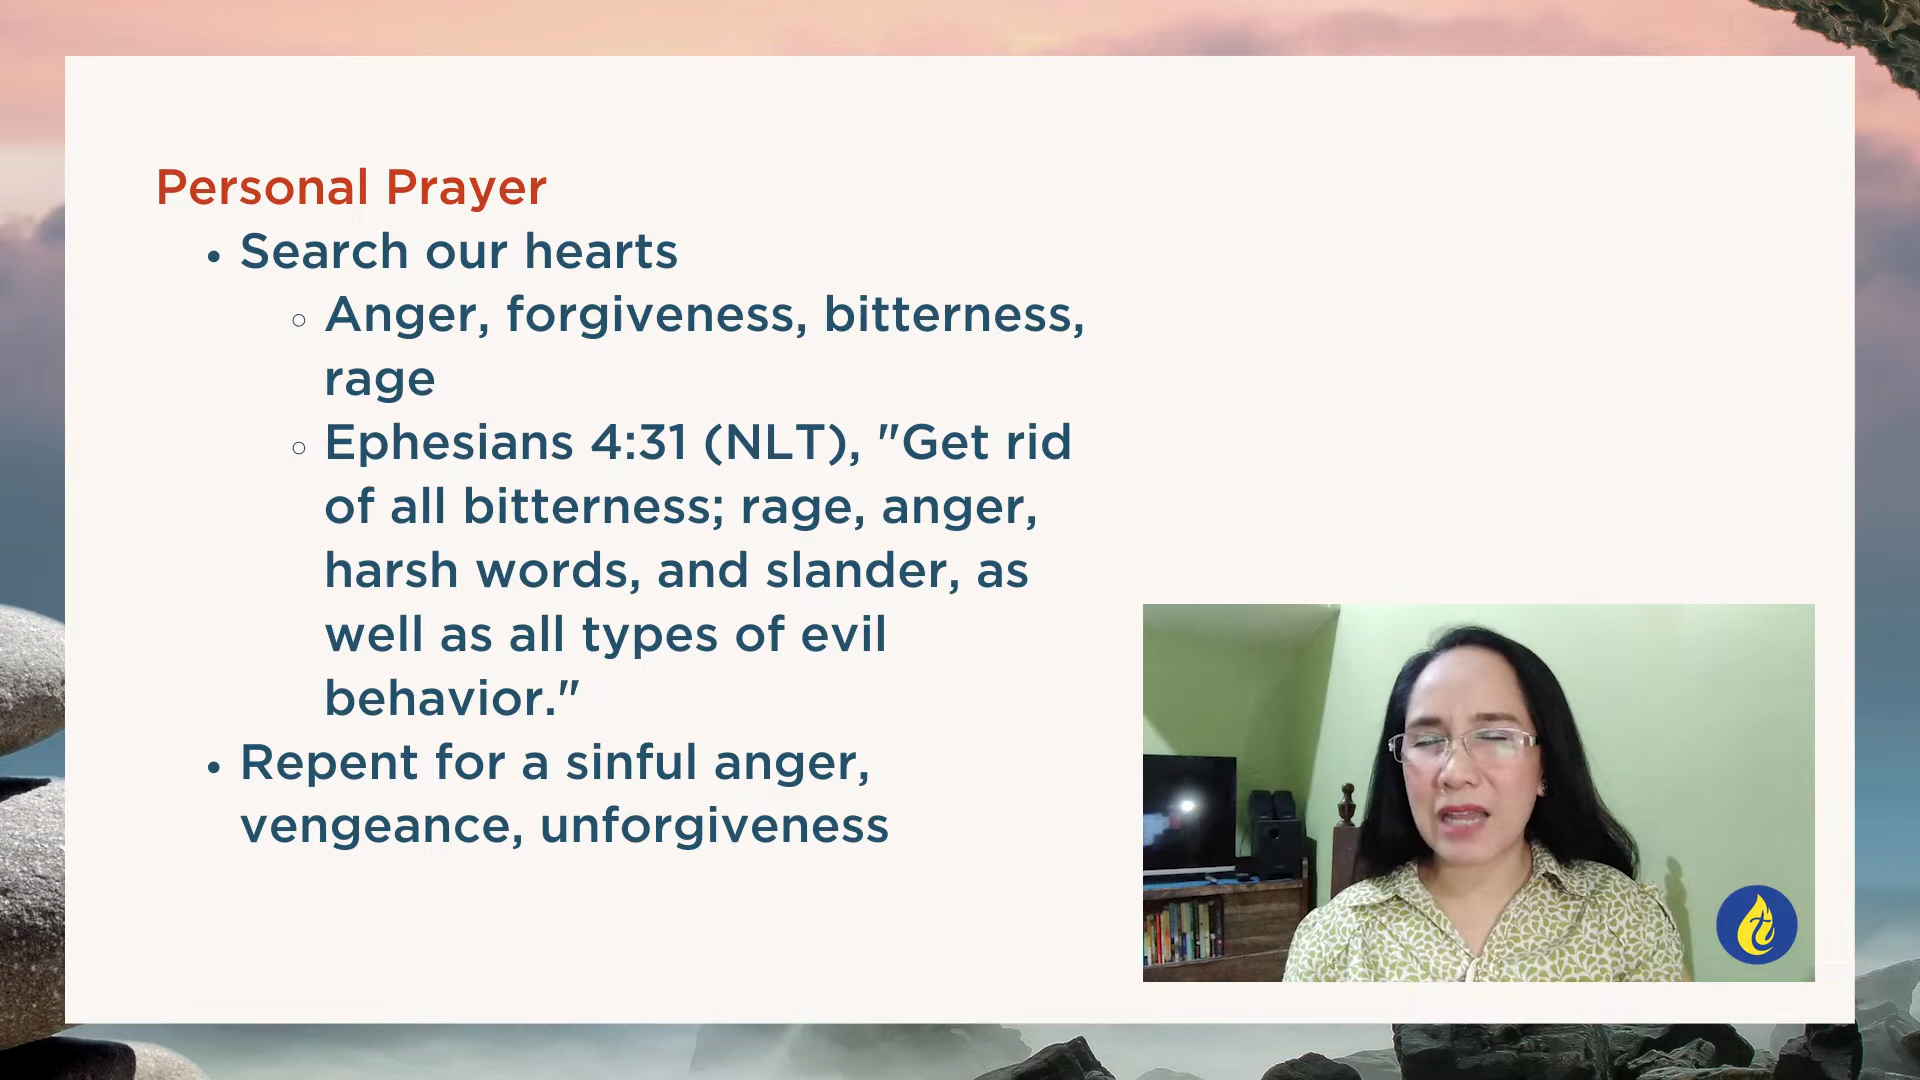 Personal Prayer
• Search our hearts
○ Anger, forgiveness, bitterness,
rage
○ Ephesians 4:31 (NLT), "Get rid
of all bitterness; rage, anger,
harsh words, and slander, as
well as all types of evil
behavior."
• Repent for a sinful anger,
vengeance, unforgiveness